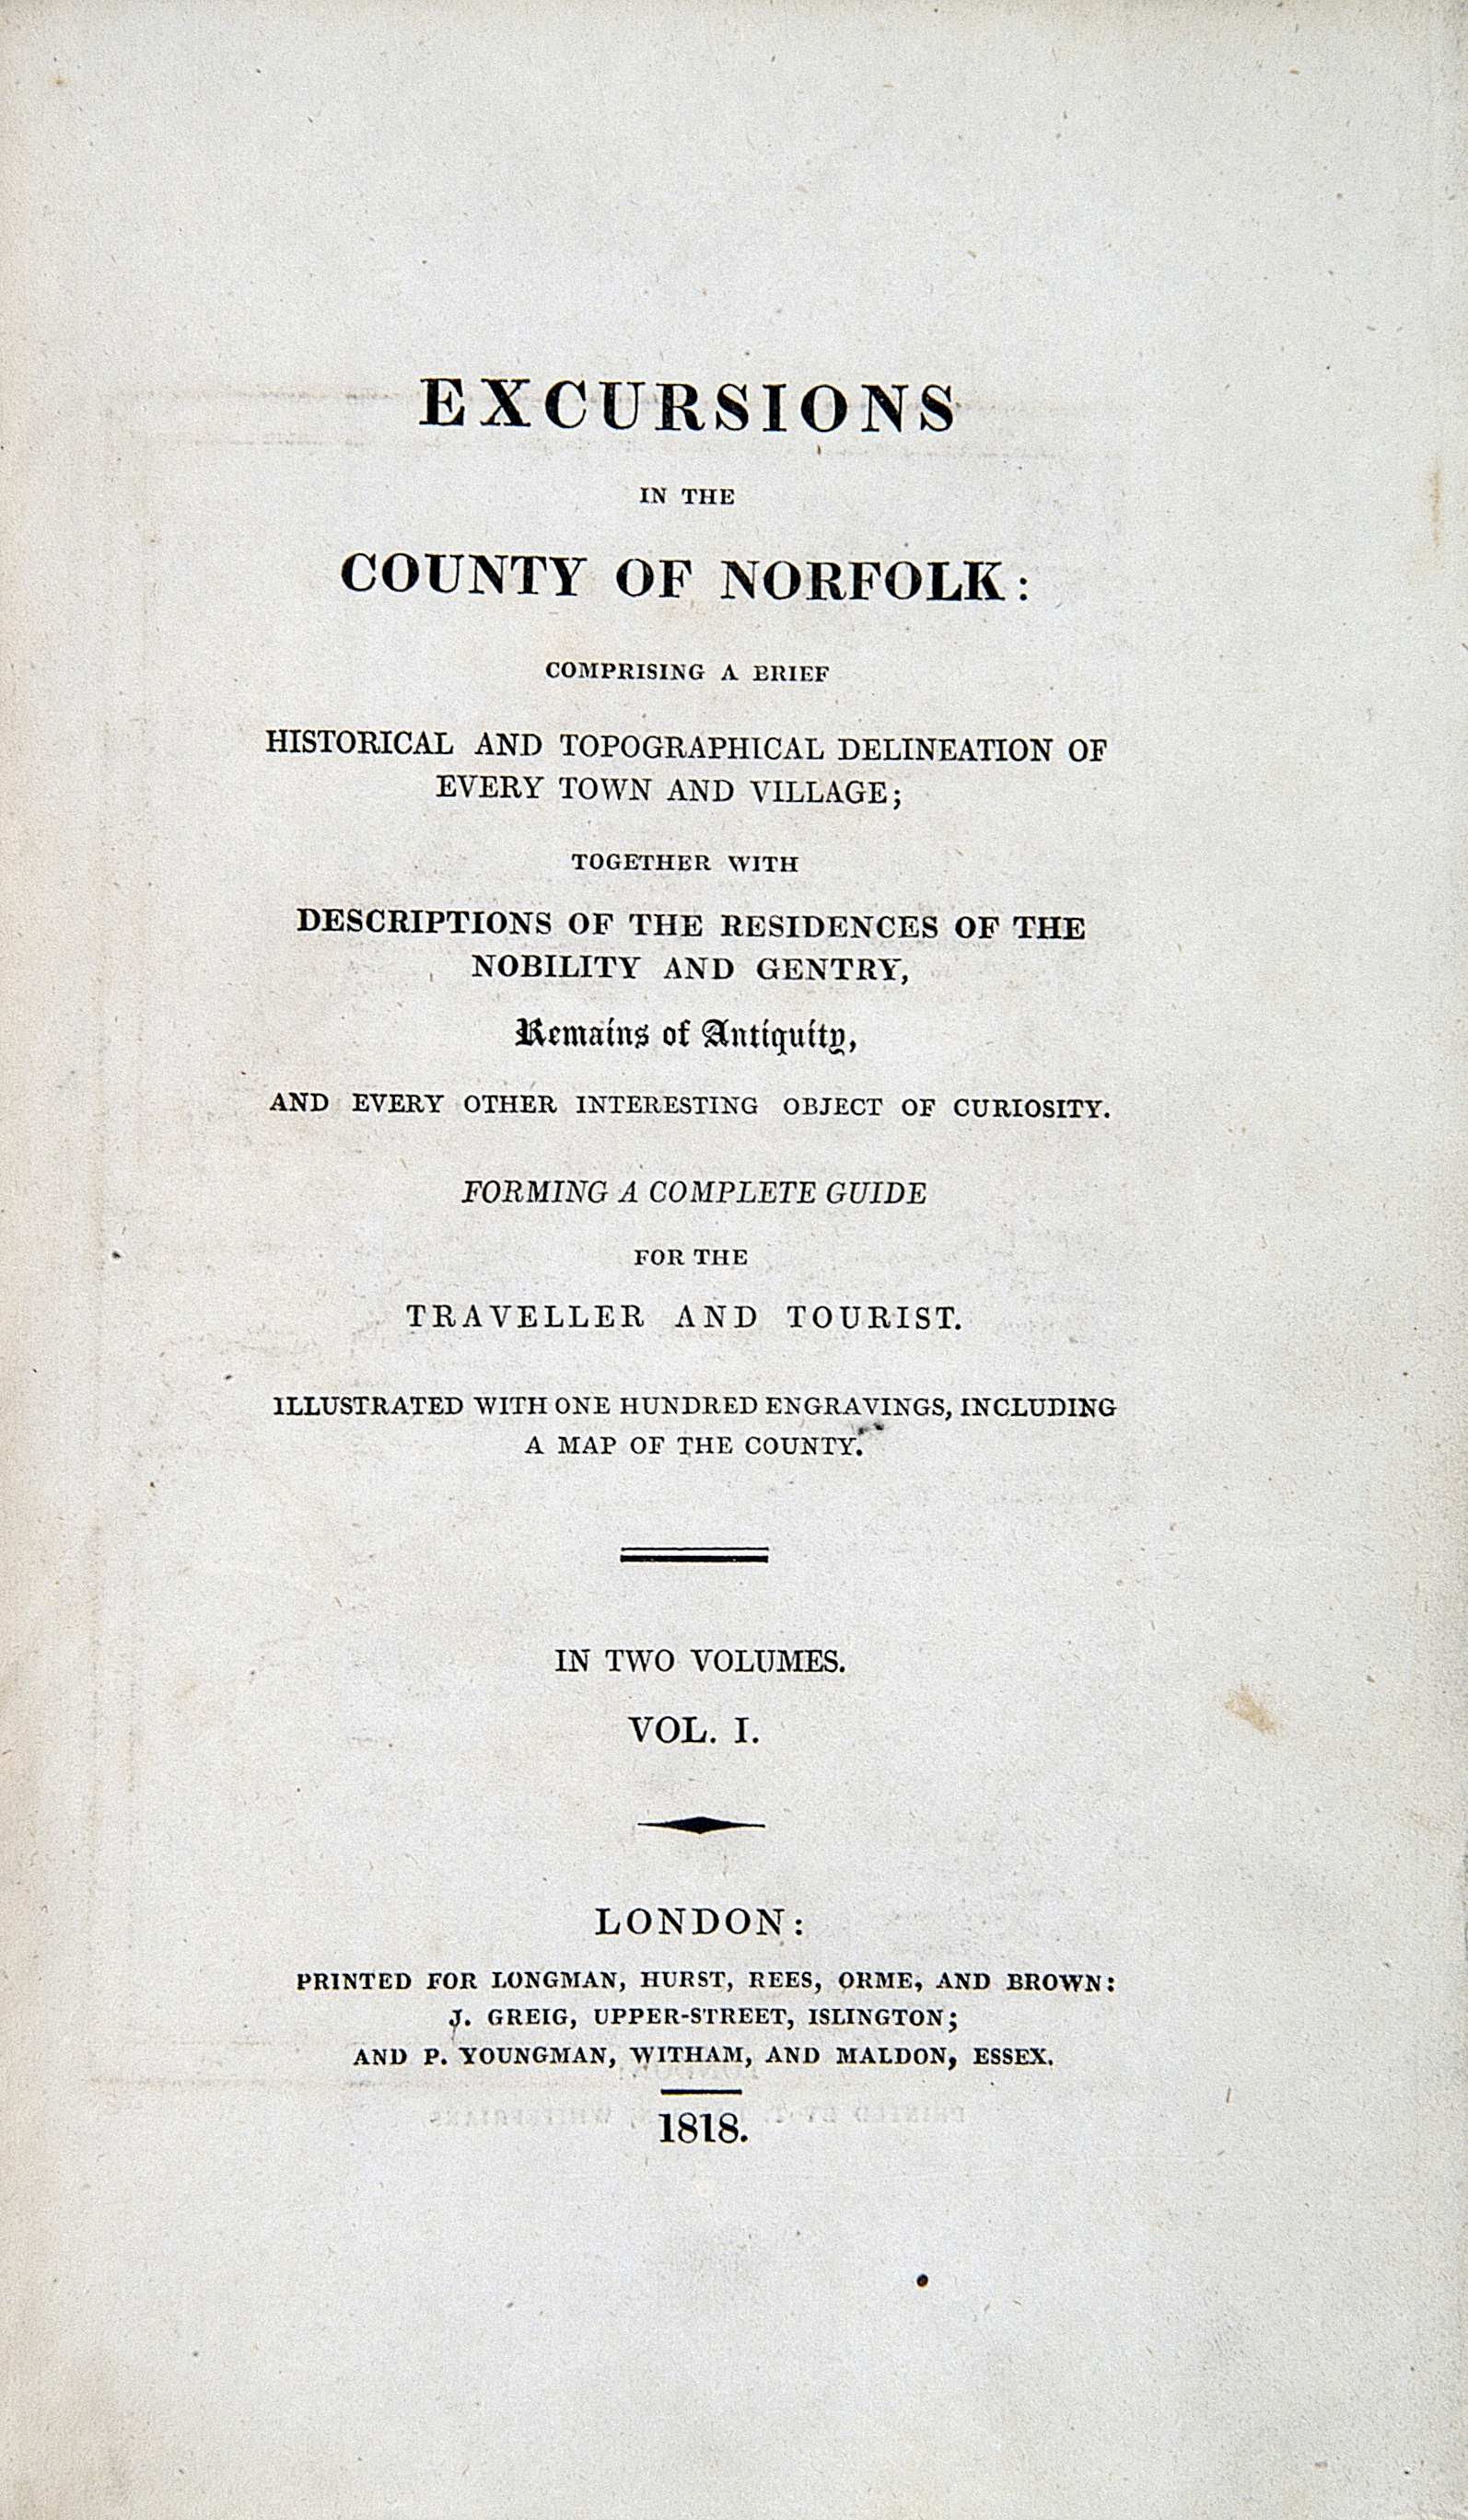 EXCURSIONS
IN THE
COUNTY OF NORFOLK:
COMPRISING A BRIEF
HISTORICAL AND TOPOGRAPHICAL DELINEATION OF
EVERY TOWN AND VILLAGE;
TOGETHER WITH
DESCRIPTIONS OF THE RESIDENCES OF THE
NOBILITY AND GENTRY,
Remains of Antiquity,
AND EVERY OTHER INTERESTING OBJECT OF CURIOSITY.
FORMING A COMPLETE GUIDE
FOR THE
TRAVELLER AND TOURIST.
ILLUSTRATED WITH ONE HUNDRED ENGRAVINGS, INCLUDING
A MAP OF THE COUNTY.
IN TWO VOLUMES.
VOL. I.
LONDON:
PRINTED FOR LONGMAN, HURST, REES, ORME, AND BROWN:
J. GREIG, UPPER-STREET, ISLINGTON;
AND P. YOUNGMAN, WITHAM, AND MALDON, ESSEX.
1818.